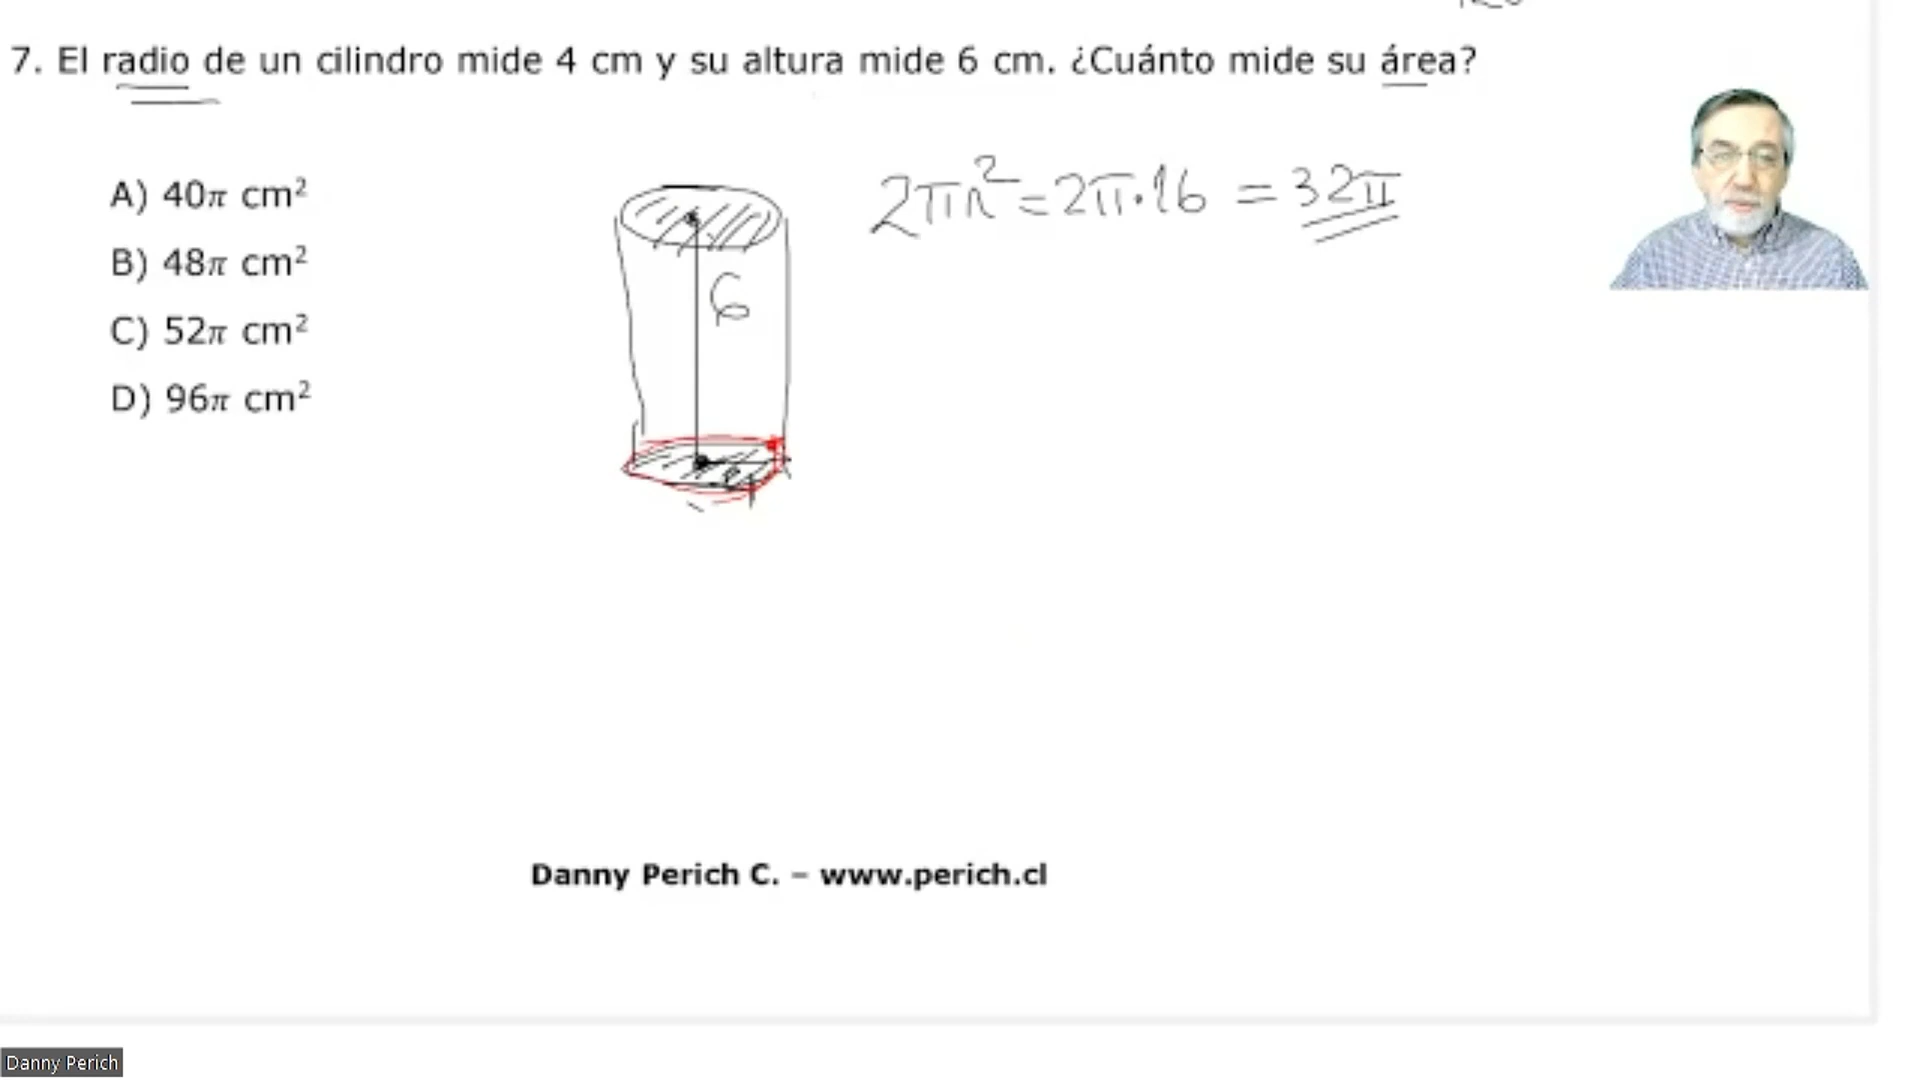 7. El radio de un cilindro mide 4 cm y su altura mide 6 cm. ¿Cuánto mide su área?
A) 40π cm²
B) 48π cm²
C) 52π cm²
D) 96π cm²
2πr² = 2π·16 = 32π
6
Danny Perich C. – www.perich.cl
Danny Perich